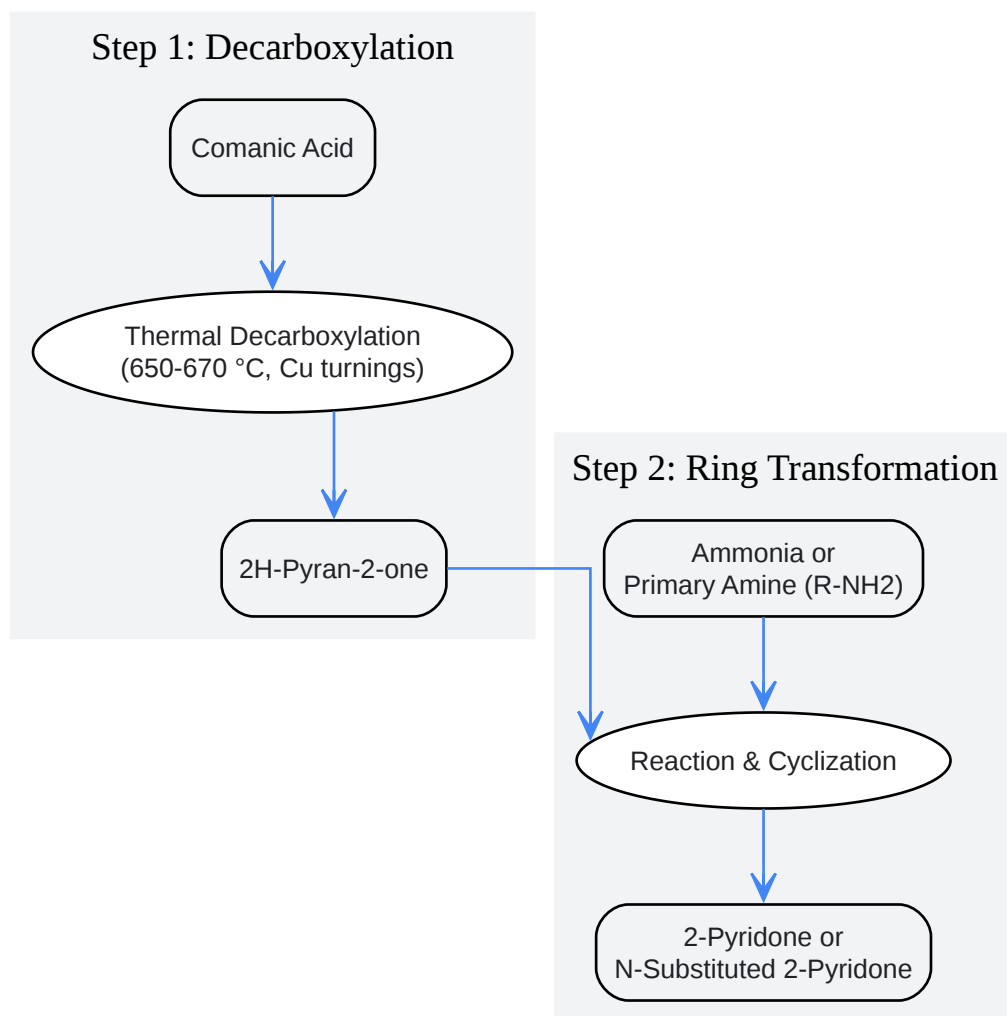 Step 1: Decarboxylation
Comanic Acid
Thermal Decarboxylation
(650-670 °C, Cu turnings)
2H-Pyran-2-one
Step 2: Ring Transformation
Ammonia or
Primary Amine (R-NH2)
Reaction & Cyclization
2-Pyridone or
N-Substituted 2-Pyridone